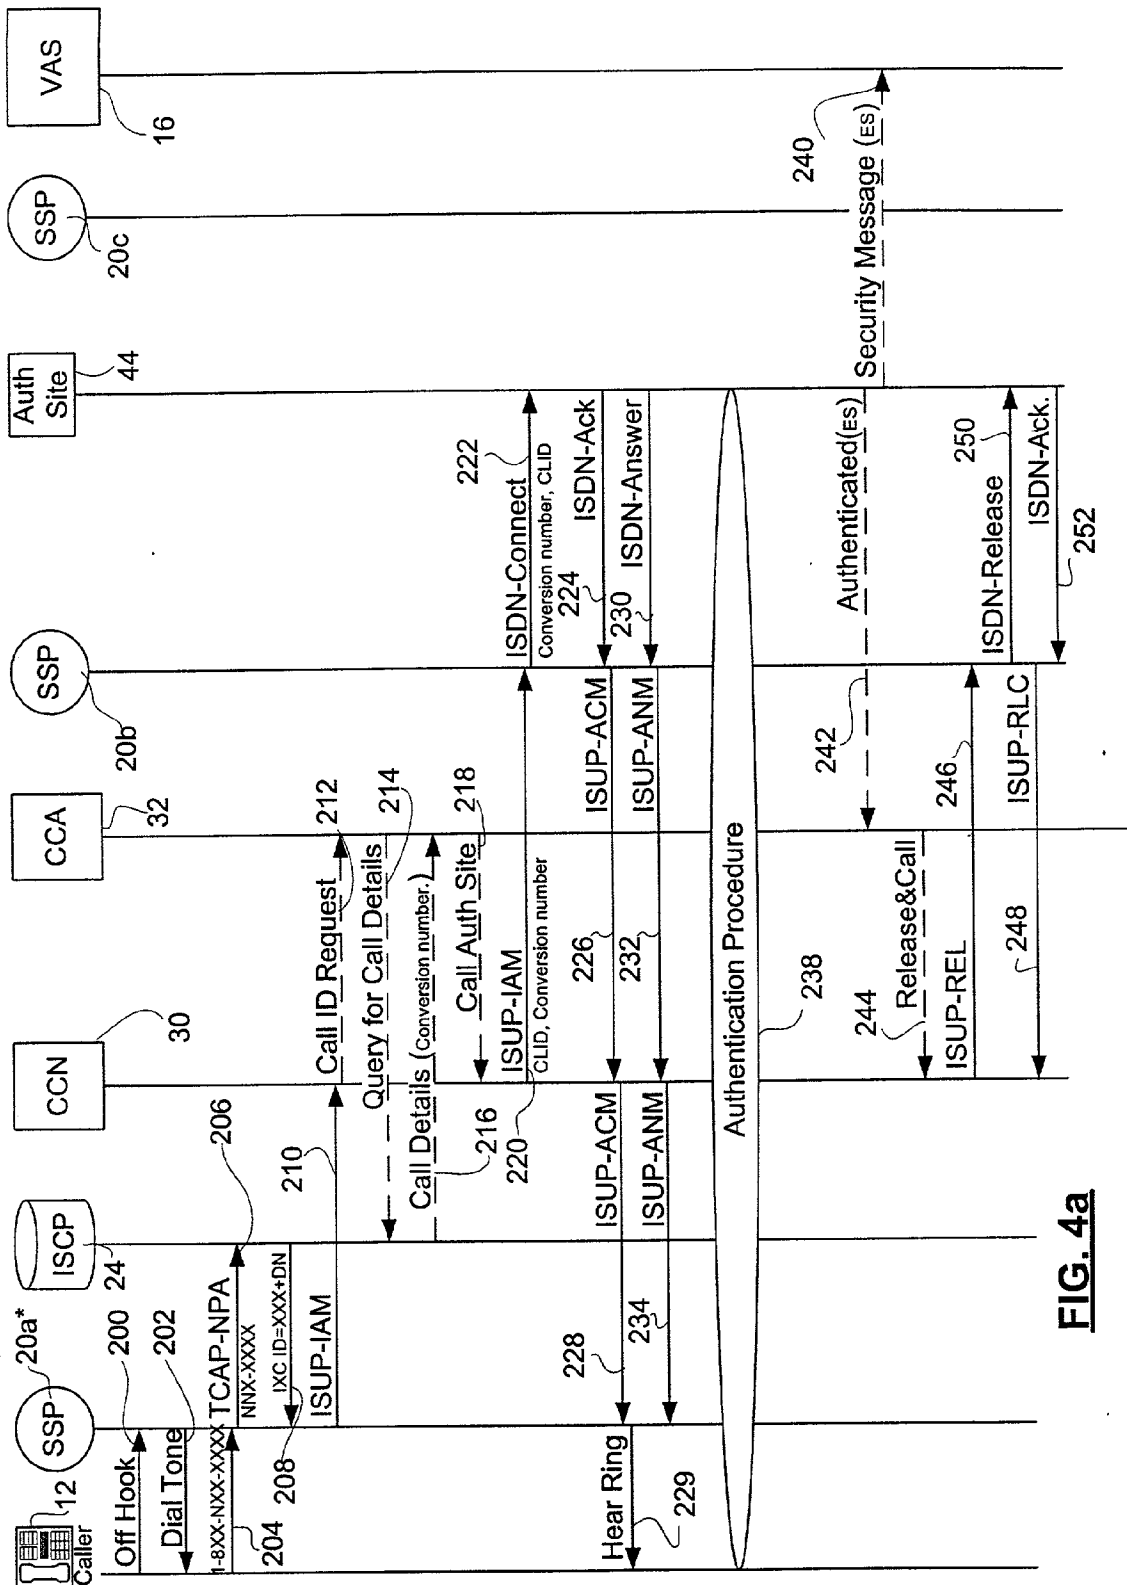 Caller
12
SSP
20a*
ISCP
24
CCN
30
CCA
32
SSP
20b
Auth
Site
44
SSP
20c
VAS
16
Off Hook
200
Dial Tone
202
1-8XX-NXX-XXXX
204
TCAP-NPA
NNX-XXXX
206
IXC ID=XXX+DN
208
ISUP-IAM
210
Call ID Request
212
Query for Call Details
214
Call Details (Conversion number.)
216
Call Auth Site
218
ISUP-IAM
CLID, Conversion number
220
ISDN-Connect
Conversion number, CLID
222
ISDN-Ack
224
ISUP-ACM
226
ISUP-ACM
228
Hear Ring
229
ISDN-Answer
230
ISUP-ANM
232
ISUP-ANM
234
Authentication Procedure
238
Security Message (ES)
240
Authenticated(ES)
242
Release&Call
244
ISUP-REL
246
ISDN-Release
250
ISUP-RLC
248
ISDN-Ack.
252
FIG. 4a